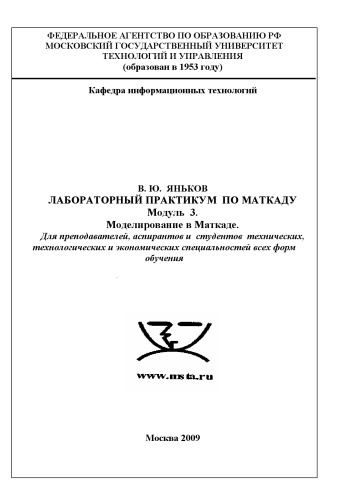 ФЕДЕРАЛЬНОЕ АГЕНТСТВО ПО ОБРАЗОВАНИЮ РФ
МОСКОВСКИЙ ГОСУДАРСТВЕННЫЙ УНИВЕРСИТЕТ
ТЕХНОЛОГИЙ И УПРАВЛЕНИЯ
(образован в 1953 году)
Кафедра информационных технологий
В. Ю. ЯНЬКОВ
ЛАБОРАТОРНЫЙ ПРАКТИКУМ ПО МАТКАДУ
Модуль 3.
Моделирование в Маткаде.
Для преподавателей, аспирантов и студентов технических,
технологических и экономических специальностей всех форм
обучения
www.msta.ru
Москва 2009